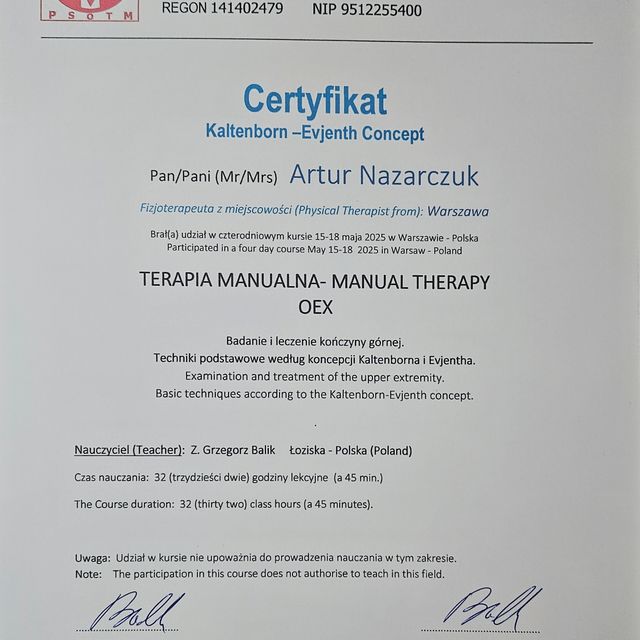 PSOTM
REGON 141402479 NIP 9512255400
Certyfikat
Kaltenborn –Evjenth Concept
Pan/Pani (Mr/Mrs) Artur Nazarczuk
Fizjoterapeuta z miejscowości (Physical Therapist from): Warszawa
Brał(a) udział w czterodniowym kursie 15-18 maja 2025 w Warszawie - Polska
Participated in a four day course May 15-18 2025 in Warsaw - Poland
TERAPIA MANUALNA- MANUAL THERAPY
OEX
Badanie i leczenie kończyny górnej.
Techniki podstawowe według koncepcji Kaltenborna i Evjentha.
Examination and treatment of the upper extremity.
Basic techniques according to the Kaltenborn-Evjenth concept.
.
Nauczyciel (Teacher): Z. Grzegorz Balik Łoziska - Polska (Poland)
Czas nauczania: 32 (trzydzieści dwie) godziny lekcyjne (a 45 min.)
The Course duration: 32 (thirty two) class hours (a 45 minutes).
Uwaga: Udział w kursie nie upoważnia do prowadzenia nauczania w tym zakresie.
Note: The participation in this course does not authorise to teach in this field.